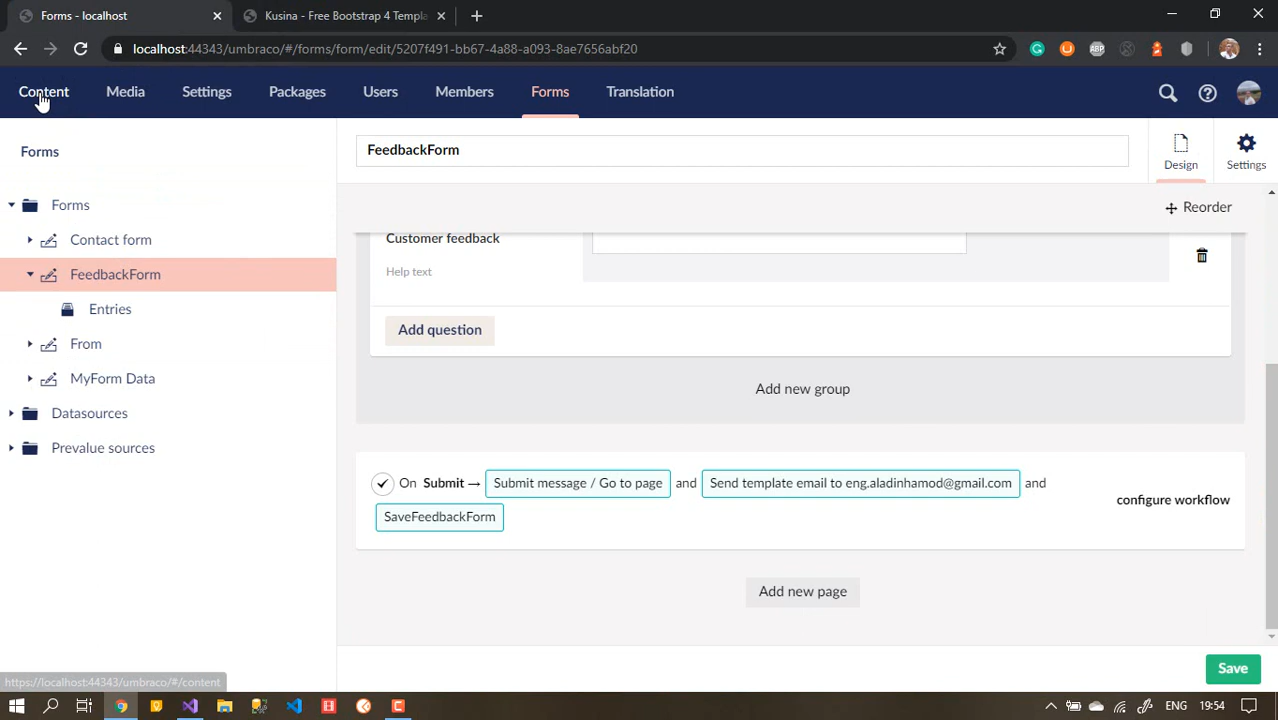 Forms - localhost
Kusina - Free Bootstrap 4 Templa
localhost:44343/umbraco/#/forms/form/edit/5207f491-bb67-4a88-a093-8ae7656abf20
ABP
Content Media Settings Packages Users Members Forms Translation
Forms
FeedbackForm
Design
Settings
Forms
Contact form
FeedbackForm
Entries
From
MyForm Data
Datasources
Prevalue sources
Reorder
Customer feedback
Help text
Add question
Add new group
On Submit → Submit message / Go to page and Send template email to eng.aladinhamod@gmail.com and
SaveFeedbackForm
configure workflow
Add new page
Save
https://localhost:44343/umbraco/#/content
ENG 19:54